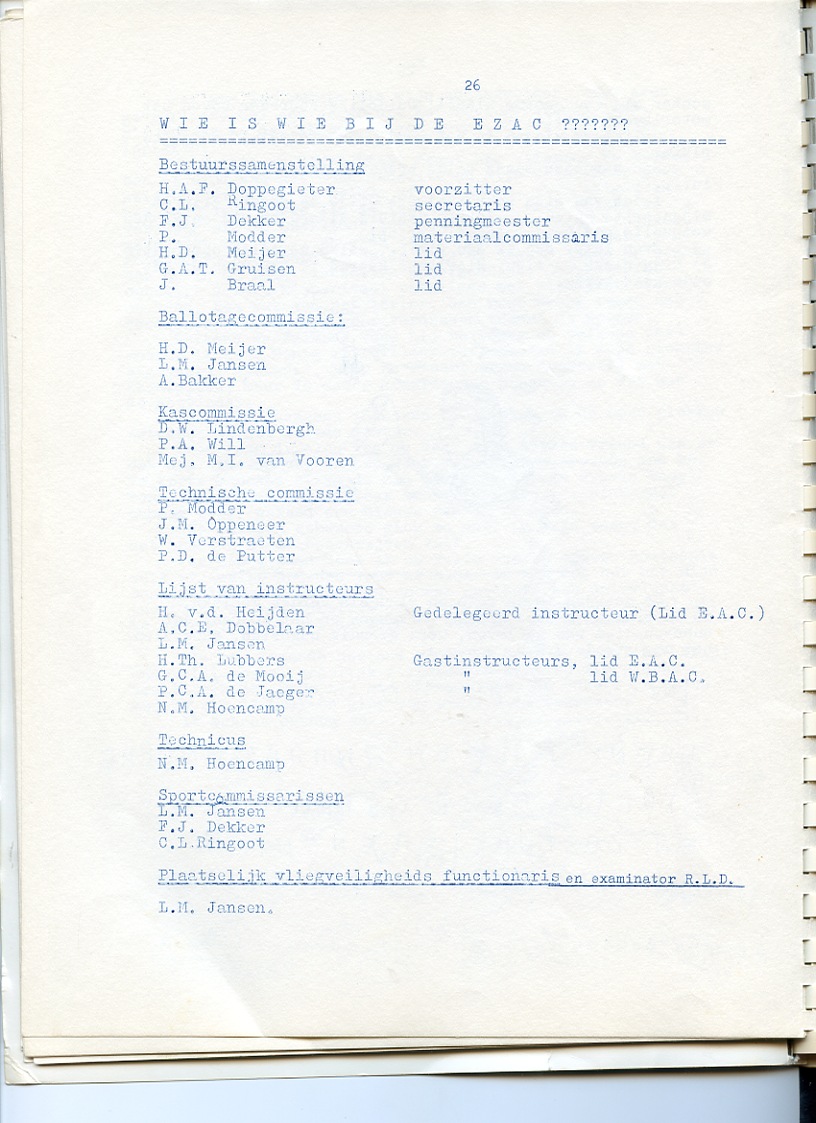 26
W I E  I S  W I E  B I J  D E  E Z A C ???????
==========================================================
Bestuurssamenstelling
H.A.F. Doppegieter voorzitter
C.L. Ringoot secretaris
F.J. Dekker penningmeester
P. Modder materiaalcommissaris
H.D. Meijer lid
G.A.T. Gruisen lid
J. Braal lid
Ballotagecommissie:
H.D. Meijer
L.M. Jansen
A.Bakker
Kascommissie
D.W. Lindenbergh
P.A. Will
Mej. M.I. van Vooren
Technische commissie
P. Modder
J.M. Oppeneer
W. Verstraeten
P.D. de Putter
Lijst van instructeurs
H. v.d. Heijden Gedelegeerd instructeur (Lid E.A.C.)
A.C.E. Dobbelaar
L.M. Jansen
H.Th. Lubbers Gastinstructeurs, lid E.A.C.
G.C.A. de Mooij " lid W.B.A.C.
P.C.A. de Jaeger "
N.M. Hoencamp
Technicus
N.M. Hoencamp
Sportcommissarissen
L.M. Jansen
F.J. Dekker
C.L.Ringoot
Plaatselijk vliegveiligheids functionaris en examinator R.L.D.
L.M. Jansen.